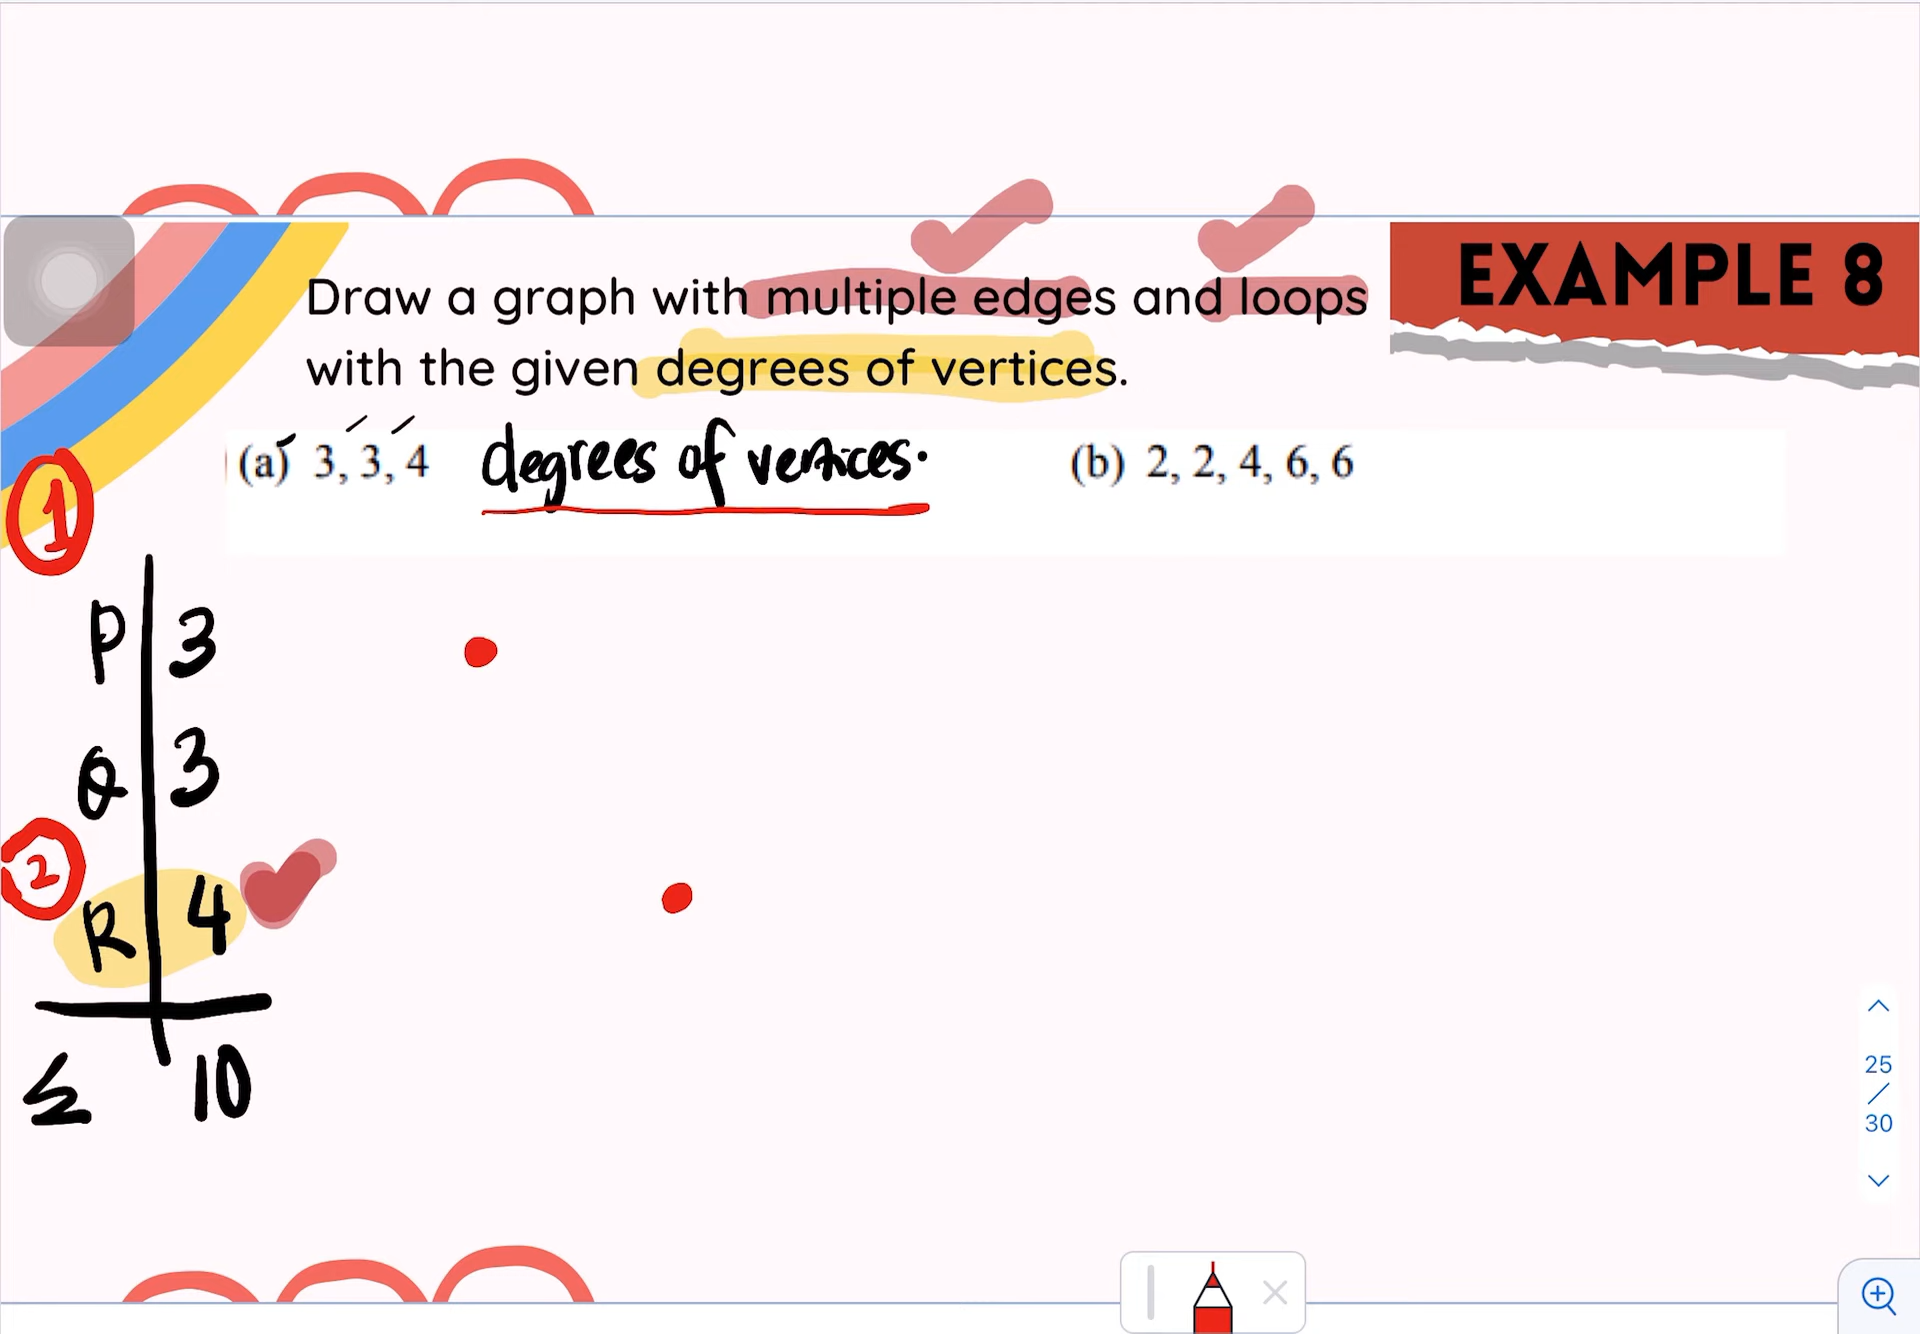 EXAMPLE 8
Draw a graph with multiple edges and loops
with the given degrees of vertices.
(a) 3, 3, 4 degrees of vertices. (b) 2, 2, 4, 6, 6
1
P 3
Q 3
2
R 4
Σ 10
25
/
30